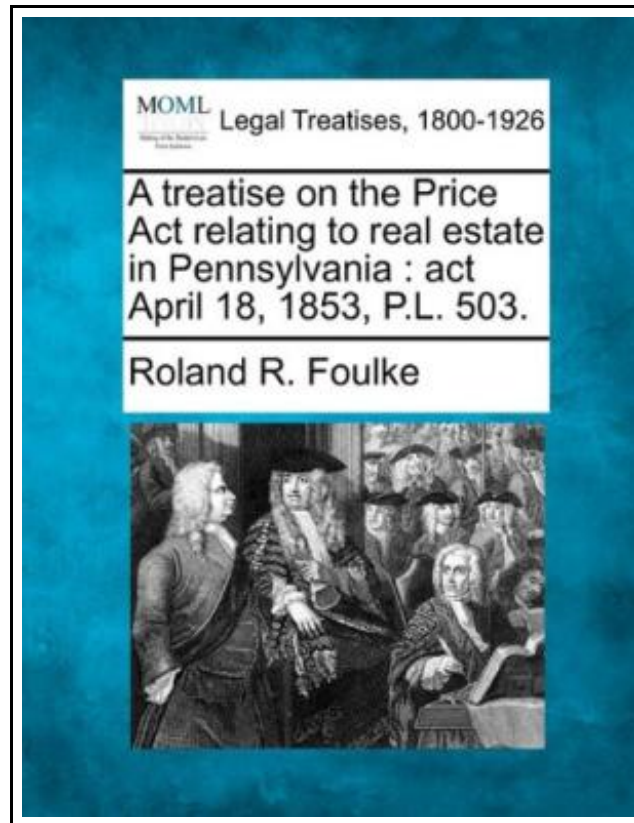 MOML
Legal Treatises, 1800-1926
A treatise on the Price
Act relating to real estate
in Pennsylvania : act
April 18, 1853, P.L. 503.
Roland R. Foulke